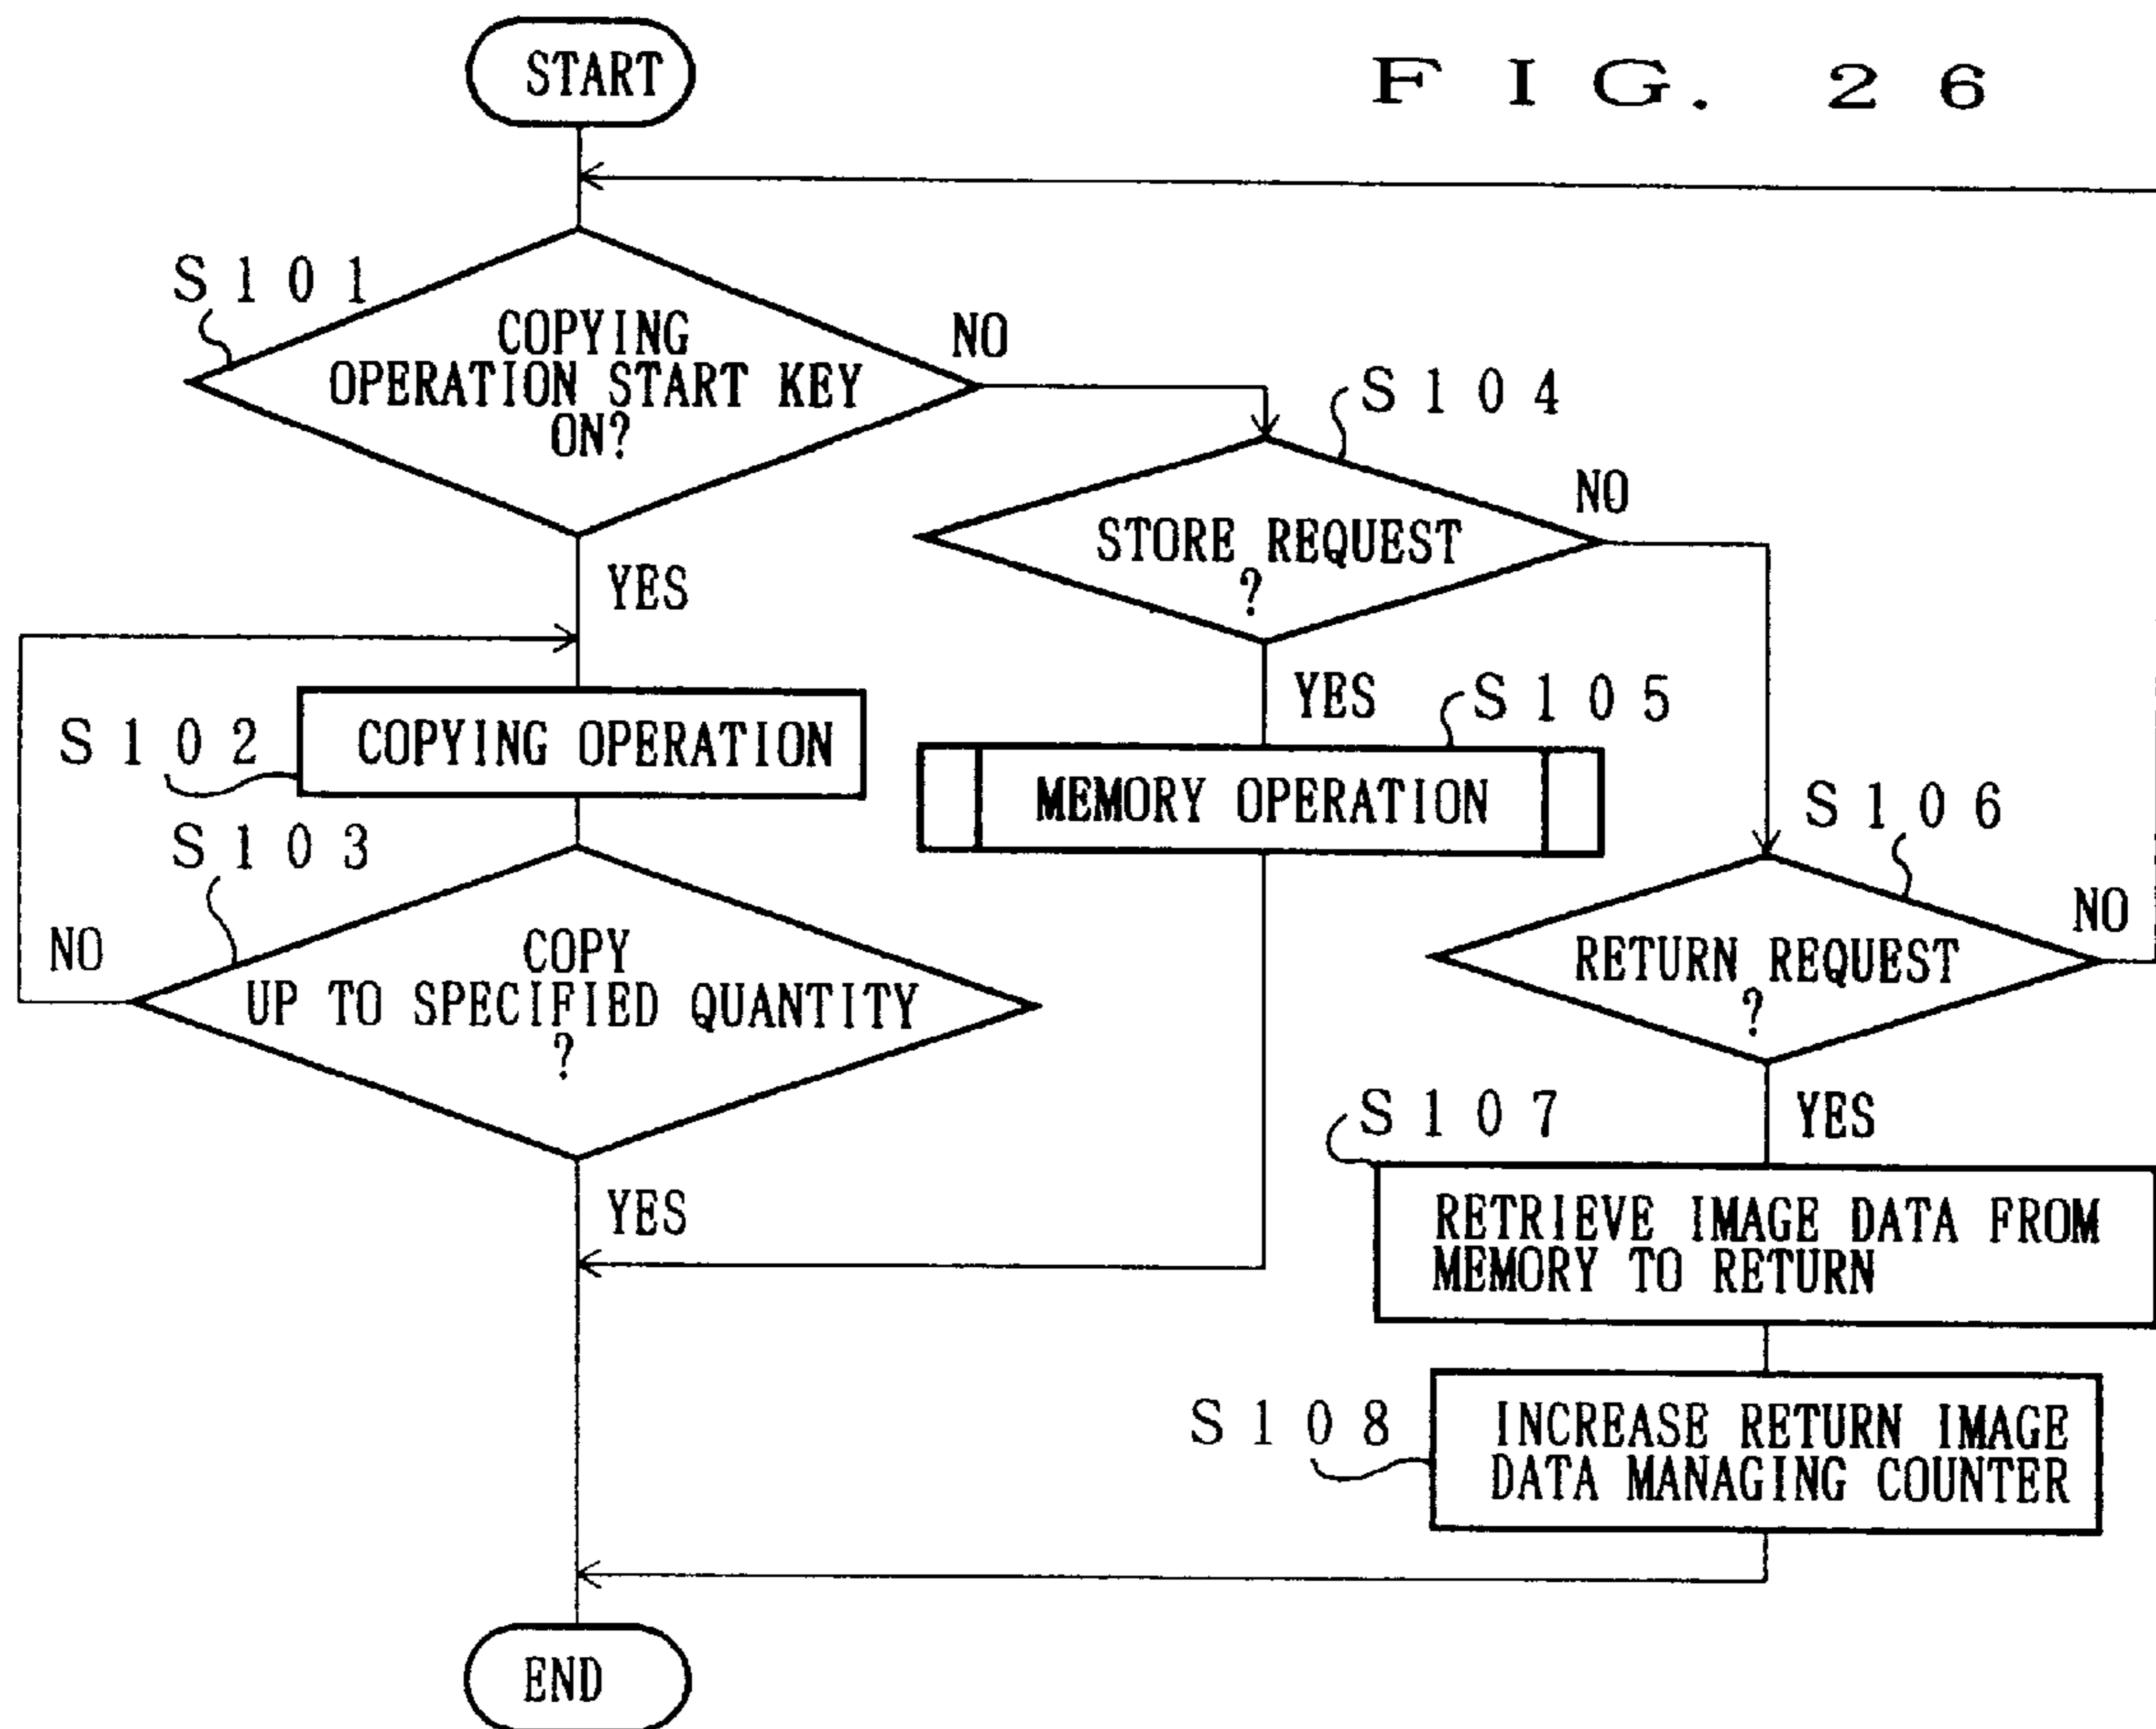 START
FIG. 26
S101
COPYING
OPERATION START KEY
ON?
NO
YES
S104
STORE REQUEST
?
NO
YES
S102
COPYING OPERATION
S105
MEMORY OPERATION
S103
COPY
UP TO SPECIFIED QUANTITY
?
NO
YES
S106
RETURN REQUEST
?
NO
YES
S107
RETRIEVE IMAGE DATA FROM
MEMORY TO RETURN
S108
INCREASE RETURN IMAGE
DATA MANAGING COUNTER
END